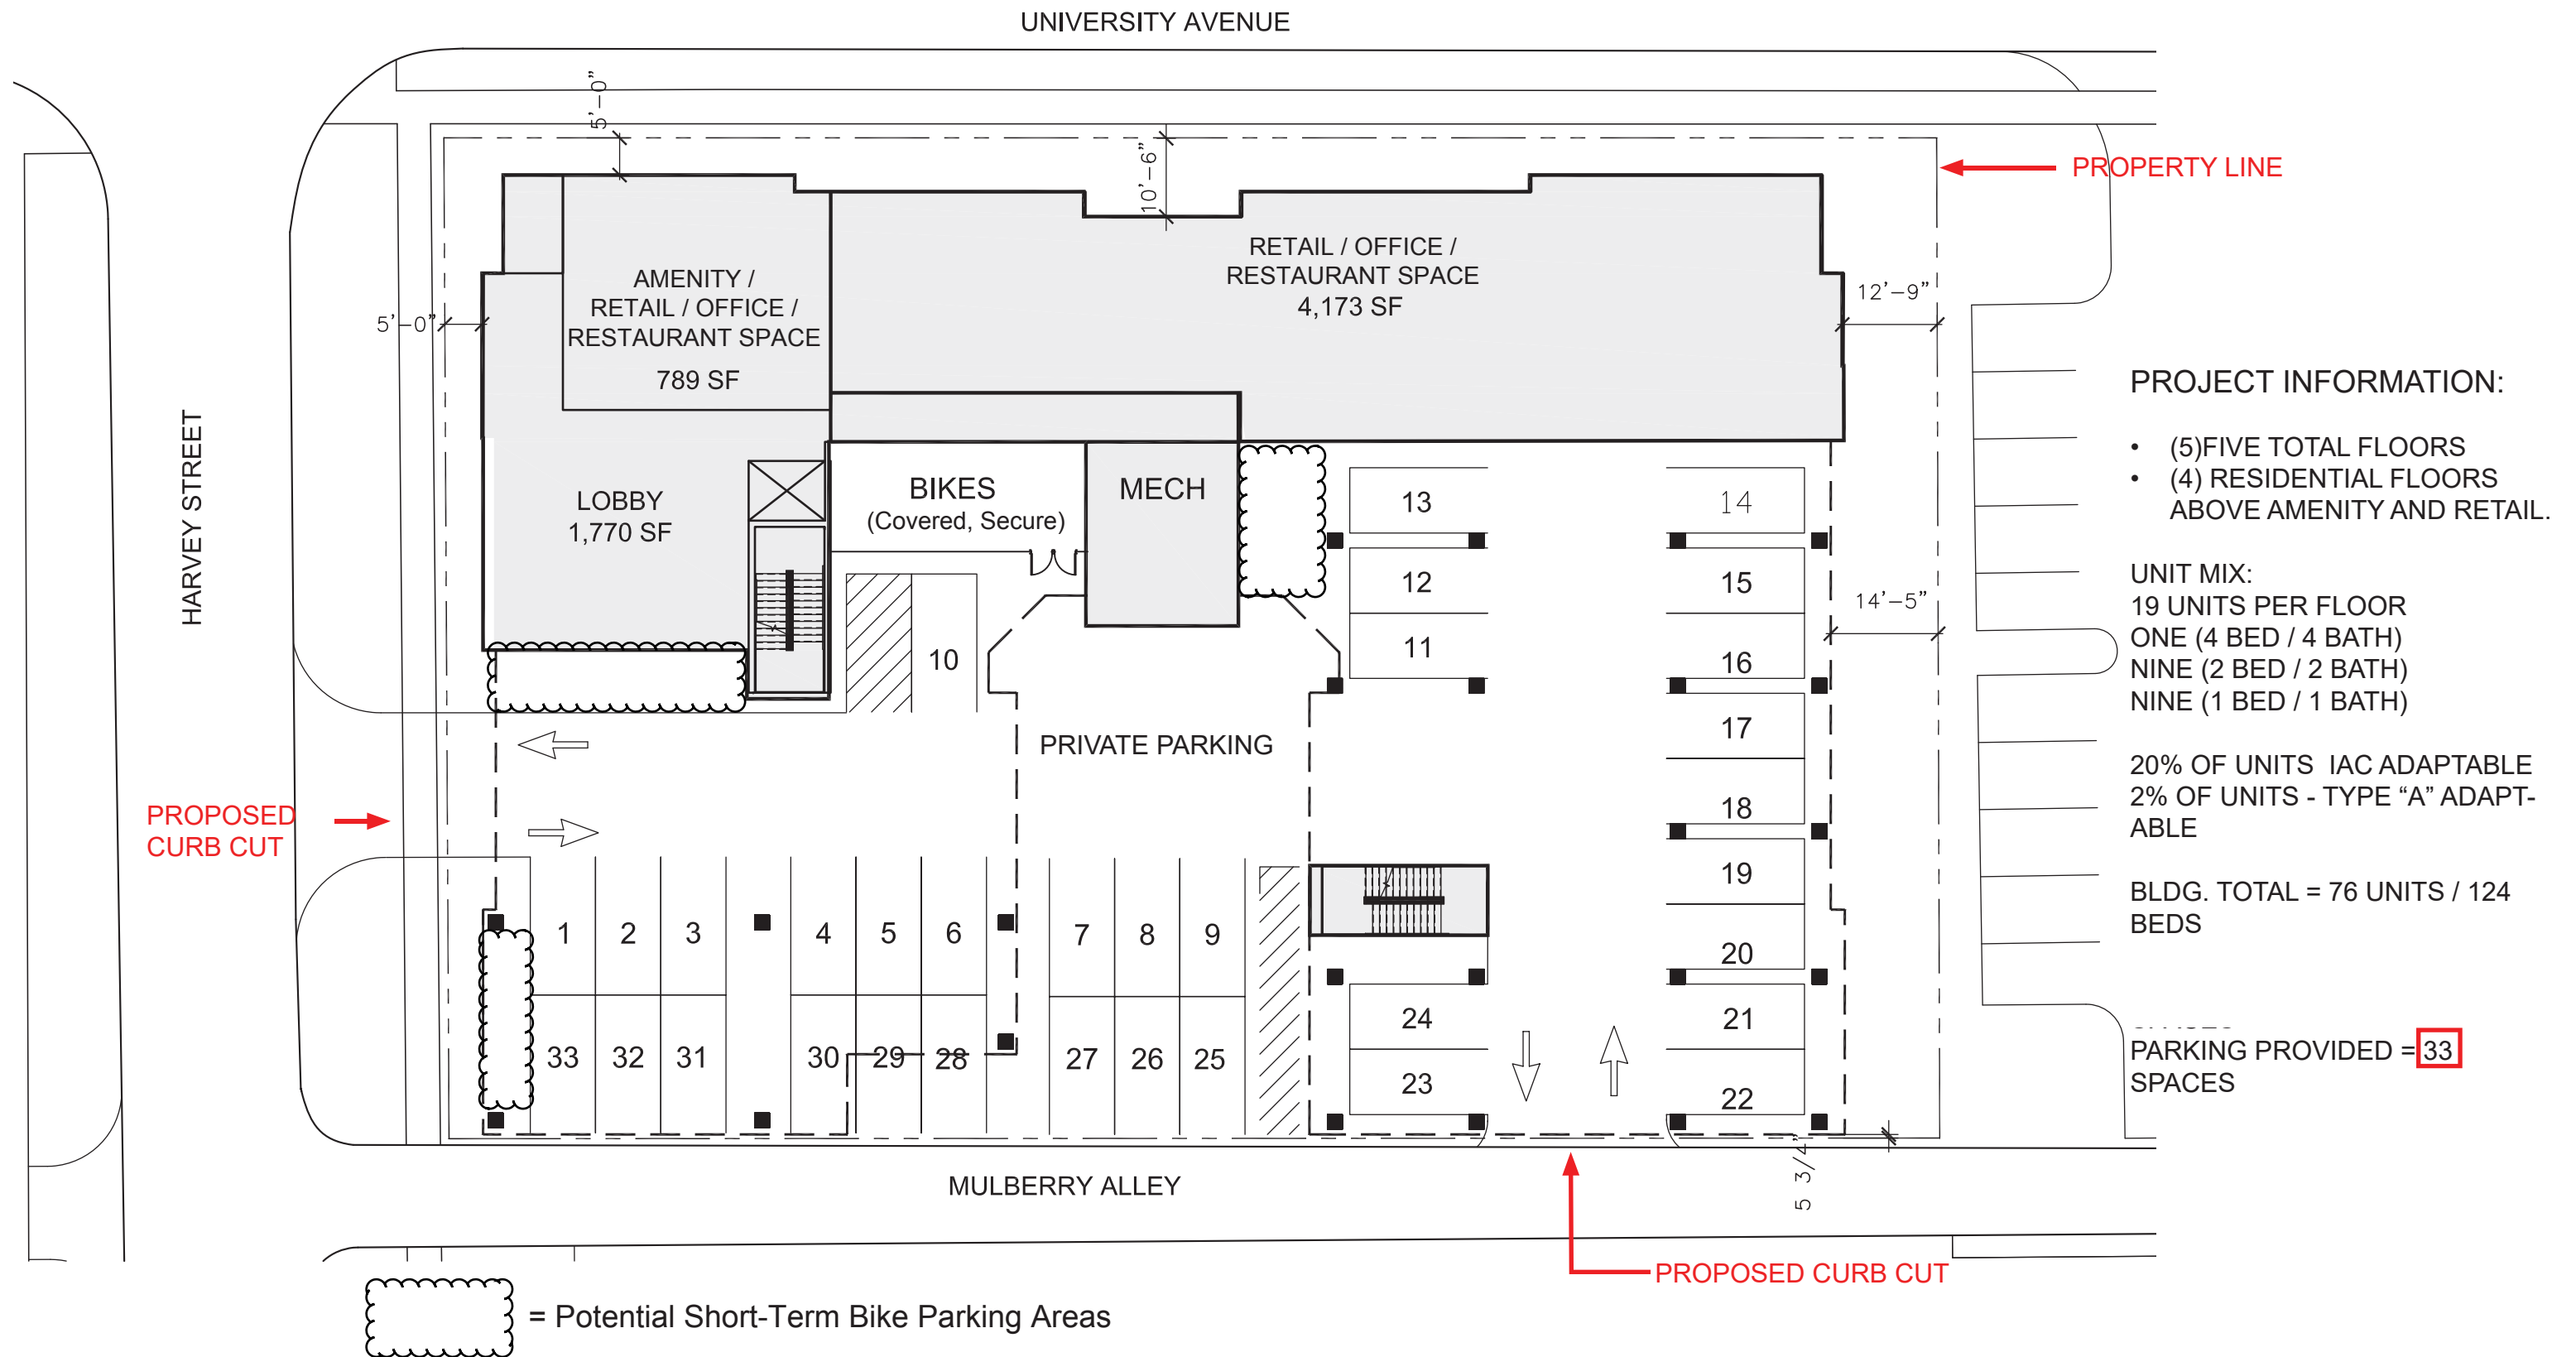 UNIVERSITY AVENUE
5'-0"
10'-6"
PROPERTY LINE
AMENITY /
RETAIL / OFFICE /
RESTAURANT SPACE
789 SF
RETAIL / OFFICE /
RESTAURANT SPACE
4,173 SF
5'-0"
12'-9"
HARVEY STREET
LOBBY
1,770 SF
BIKES
(Covered, Secure)
MECH
13
14
12
15
11
16
14'-5"
10
17
PRIVATE PARKING
18
PROPOSED
CURB CUT
19
1
2
3
4
5
6
7
8
9
20
24
21
33
32
31
30
29
28
27
26
25
23
22
5 3/4"
MULBERRY ALLEY
PROPOSED CURB CUT
= Potential Short-Term Bike Parking Areas
PROJECT INFORMATION:
• (5)FIVE TOTAL FLOORS
• (4) RESIDENTIAL FLOORS
ABOVE AMENITY AND RETAIL.
UNIT MIX:
19 UNITS PER FLOOR
ONE (4 BED / 4 BATH)
NINE (2 BED / 2 BATH)
NINE (1 BED / 1 BATH)
20% OF UNITS IAC ADAPTABLE
2% OF UNITS - TYPE “A” ADAPT-
ABLE
BLDG. TOTAL = 76 UNITS / 124
BEDS
PARKING PROVIDED = 33
SPACES